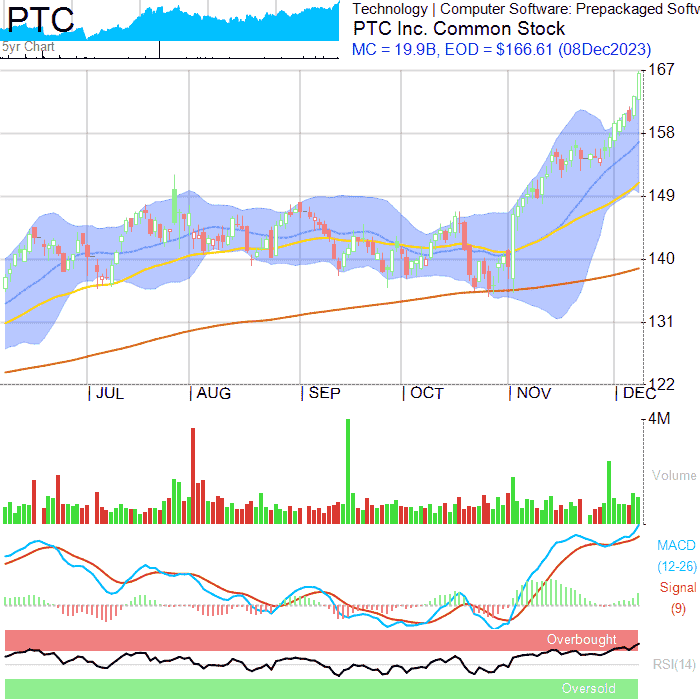 PTC
5yr Chart
Technology | Computer Software: Prepackaged Softw
PTC Inc. Common Stock
MC = 19.9B, EOD = $166.61 (08Dec2023)
167
158
149
140
131
122
JUL AUG SEP OCT NOV DEC
4M
Volume
MACD
(12-26)
Signal
(9)
Overbought
RSI(14)
Oversold